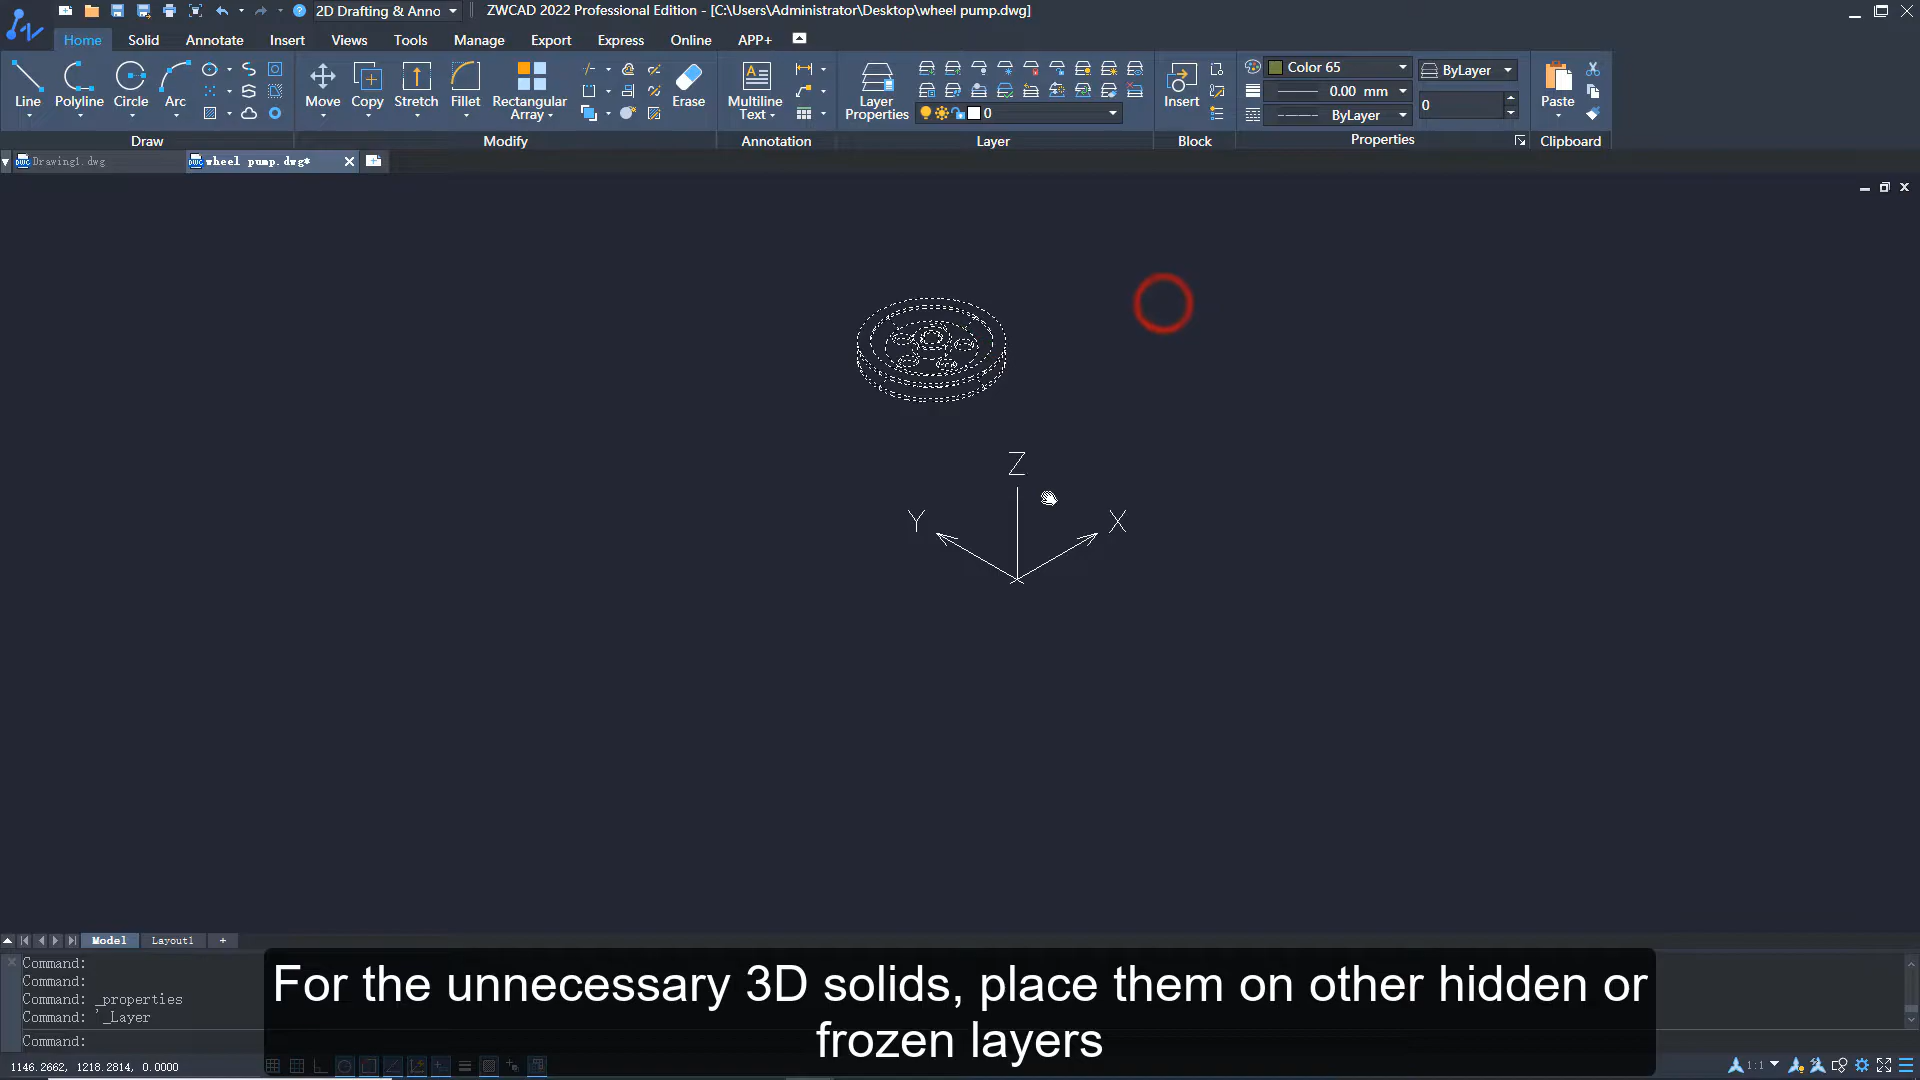 2D Drafting & Anno
ZWCAD 2022 Professional Edition - [C:\Users\Administrator\Desktop\wheel pump.dwg]
Home Solid Annotate Insert Views Tools Manage Export Express Online APP+
Line Polyline Circle Arc
Move Copy Stretch Fillet Rectangular Array Erase
Multiline Text
Layer Properties
0
Insert
Color 65
0.00 mm
ByLayer
ByLayer
0
Paste
Draw Modify Annotation Layer Block Properties Clipboard
Drawing1.dwg wheel pump.dwg*
Z
Y
X
Model Layout1 +
Command:
Command:
Command: _properties
Command: '_Layer
Command:
For the unnecessary 3D solids, place them on other hidden or
frozen layers
1146.2662, 1218.2814, 0.0000
1:1